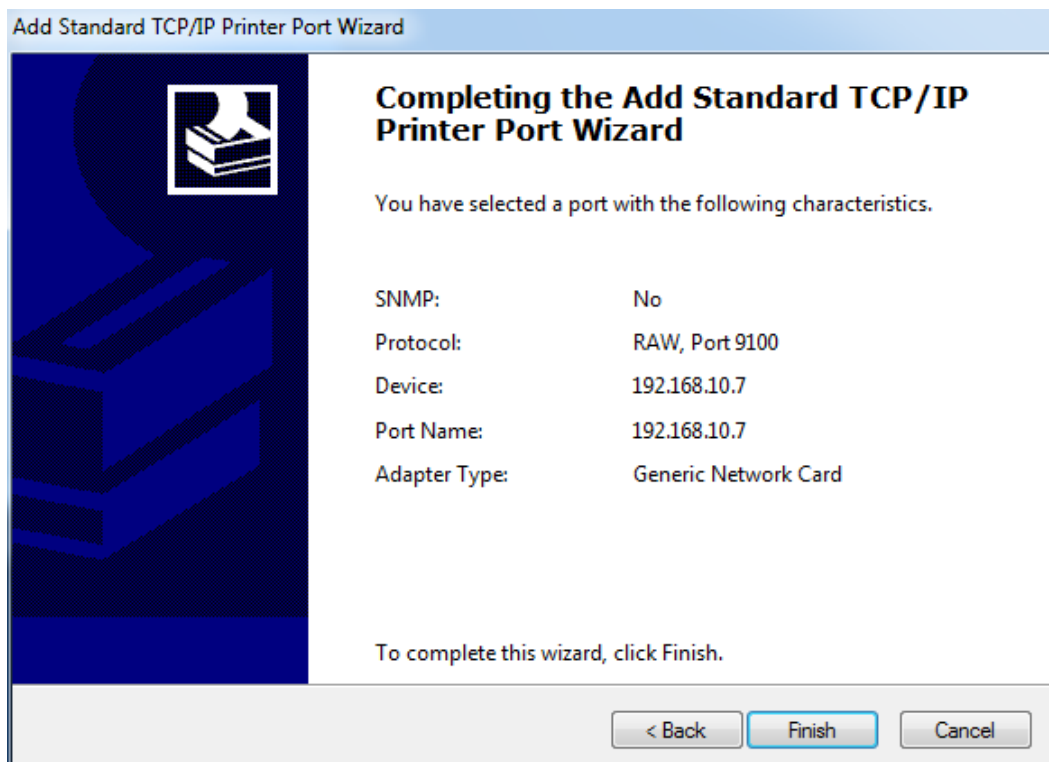 Add Standard TCP/IP Printer Port Wizard
Completing the Add Standard TCP/IP
Printer Port Wizard
You have selected a port with the following characteristics.
SNMP: No
Protocol: RAW, Port 9100
Device: 192.168.10.7
Port Name: 192.168.10.7
Adapter Type: Generic Network Card
To complete this wizard, click Finish.
< Back Finish Cancel